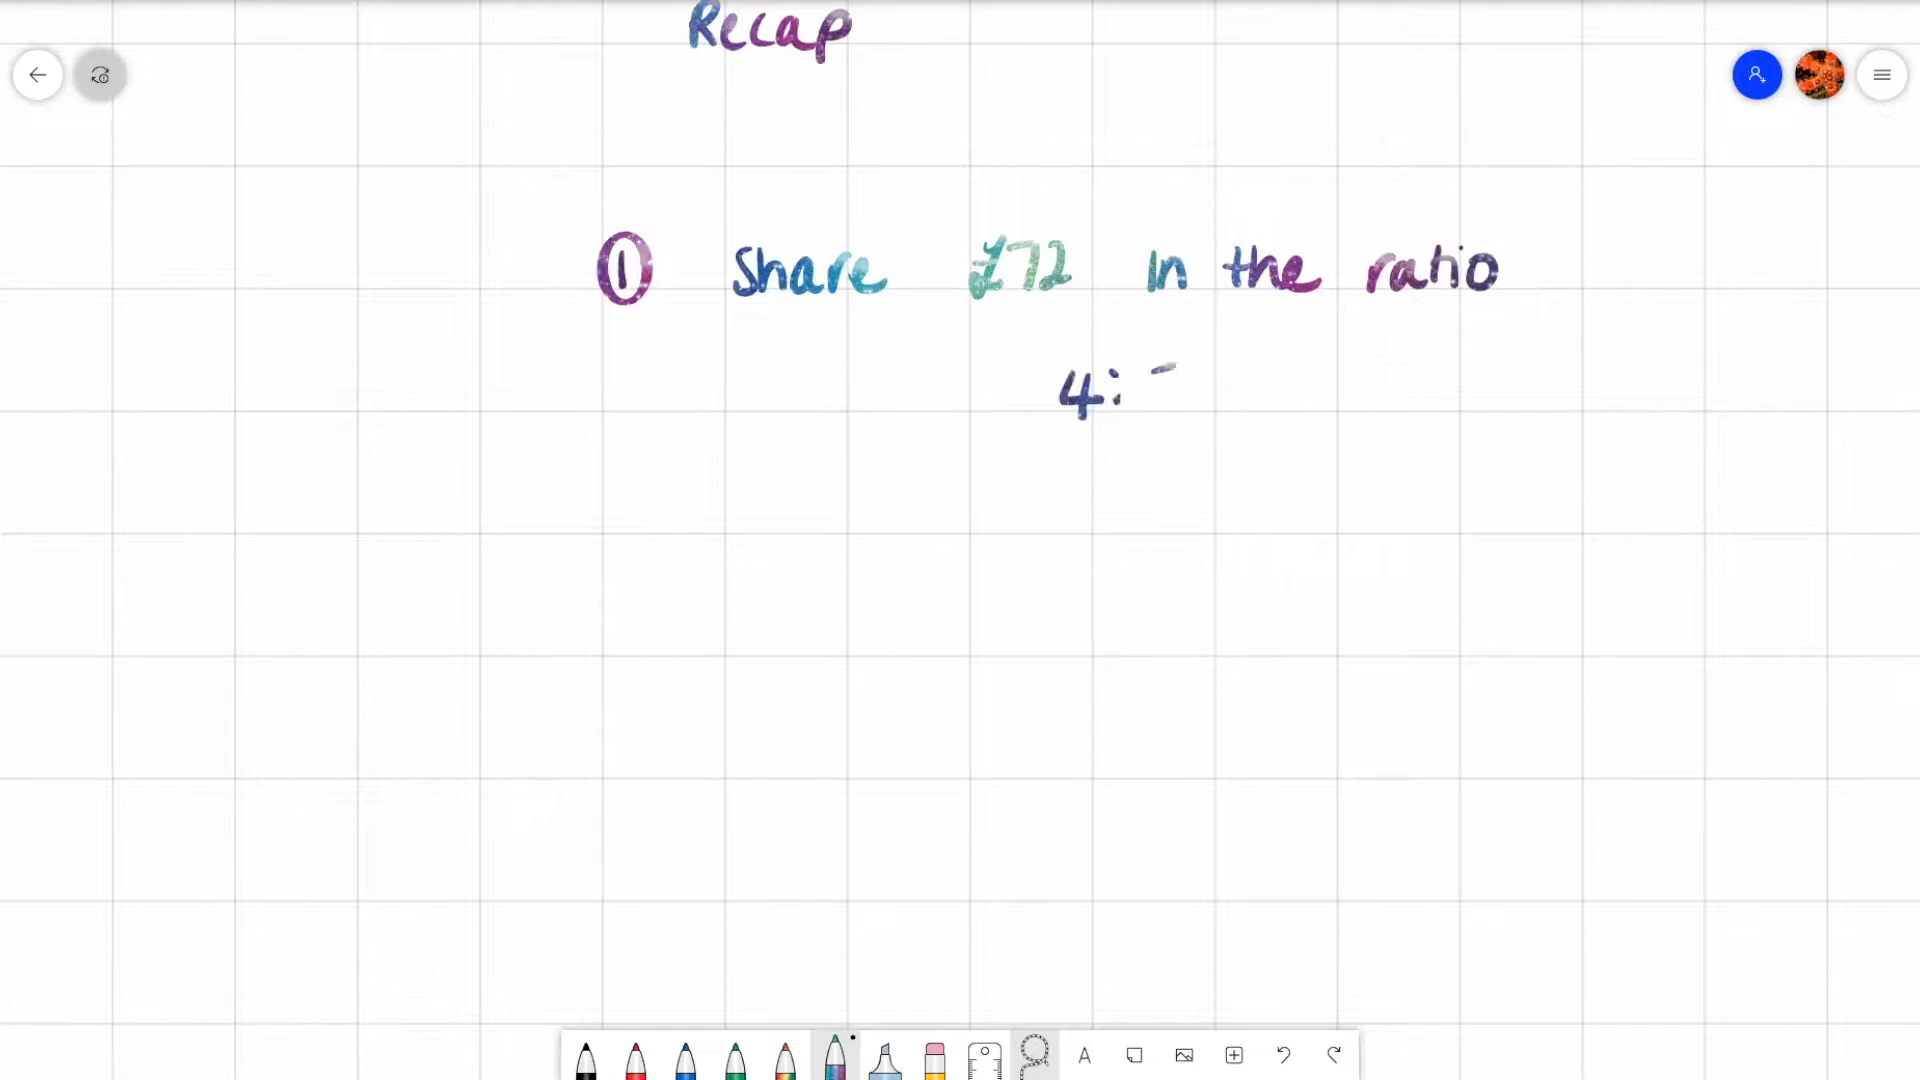 Recap
① Share £72 in the ratio
4: